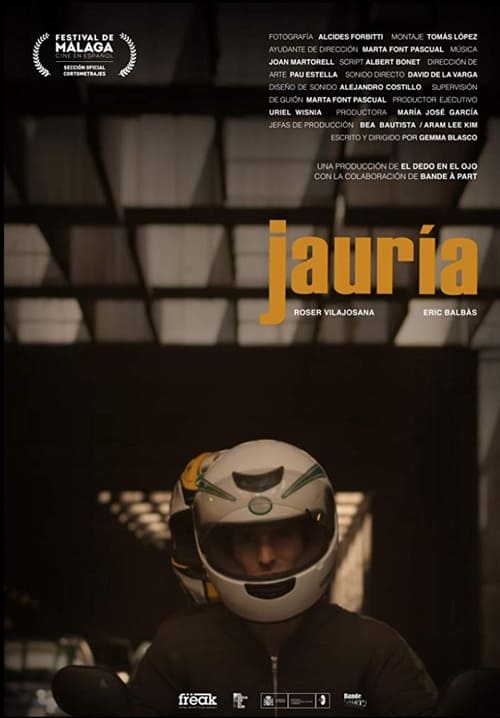 FESTIVAL DE
MÁLAGA
CINE EN ESPAÑOL
SECCIÓN OFICIAL
CORTOMETRAJES
FOTOGRAFÍA ALCIDES FORBITTI MONTAJE TOMÁS LÓPEZ
AYUDANTE DE DIRECCIÓN MARTA FONT PASCUAL MÚSICA
JOAN MARTORELL SCRIPT ALBERT BONET DIRECCIÓN DE
ARTE PAU ESTELLA SONIDO DIRECTO DAVID DE LA VARGA
DISEÑO DE SONIDO ALEJANDRO COSTILLO SUPERVISIÓN
DE GUIÓN MARTA FONT PASCUAL PRODUCTOR EJECUTIVO
URIEL WISNIA PRODUCTORA MARÍA JOSÉ GARCÍA
JEFAS DE PRODUCCIÓN BEA BAUTISTA / ARAM LEE KIM
ESCRITO Y DIRIGIDO POR GEMMA BLASCO
UNA PRODUCCIÓN DE EL DEDO EN EL OJO
CON LA COLABORACIÓN DE BANDE À PART
jauría
ROSER VILAJOSANA ERIC BALBÀS
frëak
Bande